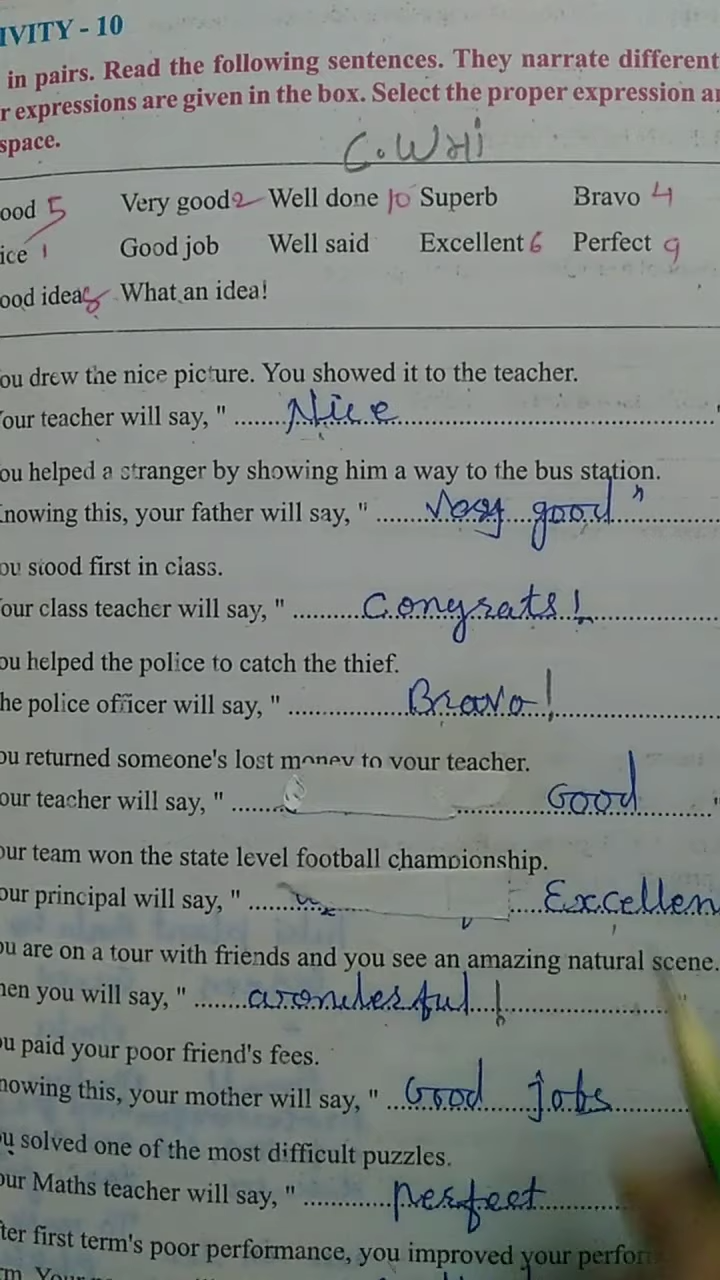 IVITY - 10
in pairs. Read the following sentences. They narrate different
r expressions are given in the box. Select the proper expression
space.
C.W માં
ood 5 Very good 2 Well done 10 Superb Bravo 4
ice 1 Good job Well said Excellent 6 Perfect 9
ood idea 8 What an idea!
ou drew the nice picture. You showed it to the teacher.
our teacher will say, " ........Nice........
ou helped a stranger by showing him a way to the bus station.
nowing this, your father will say, " ........Very good"........
ou stood first in class.
our class teacher will say, " ........Congrats!........
ou helped the police to catch the thief.
he police officer will say, " ........Bravo!........
ou returned someone's lost money to your teacher.
our teacher will say, " ........Good........"
our team won the state level football championship.
our principal will say, " ........Excellen
ou are on a tour with friends and you see an amazing natural scene.
hen you will say, " ........wonderful!........"
u paid your poor friend's fees.
nowing this, your mother will say, " ........Good jobs........
u solved one of the most difficult puzzles.
our Maths teacher will say, " ........perfect........
ter first term's poor performance, you improved your perfor
rm. Your